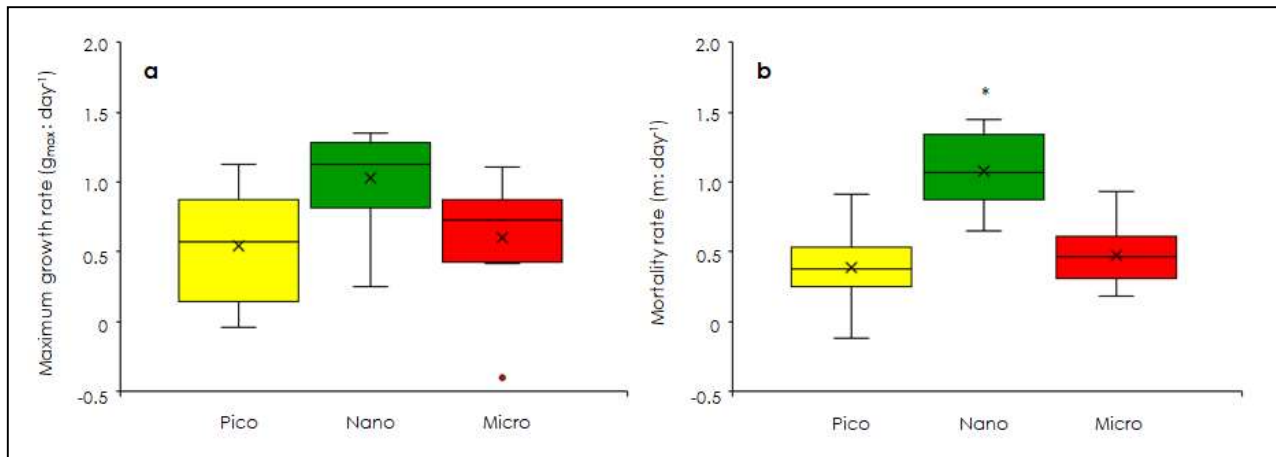 a
Maximum growth rate (gmax: day-1)
2.0
1.5
1.0
0.5
0
-0.5
Pico Nano Micro
b
Mortality rate (m: day-1)
2.0
1.5
1.0
0.5
0
-0.5
*
Pico Nano Micro